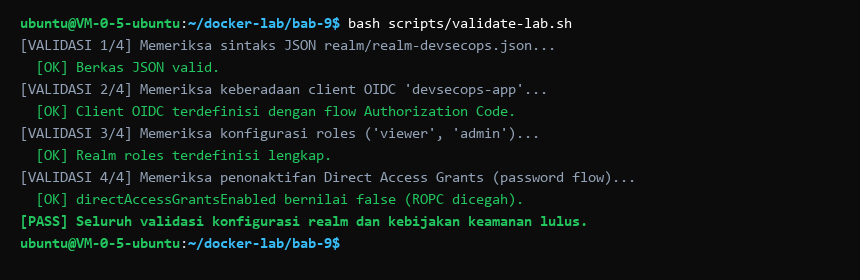 ubuntu@VM-0-5-ubuntu:~/docker-lab/bab-9$ bash scripts/validate-lab.sh
[VALIDASI 1/4] Memeriksa sintaks JSON realm/realm-devsecops.json...
  [OK] Berkas JSON valid.
[VALIDASI 2/4] Memeriksa keberadaan client OIDC 'devsecops-app'...
  [OK] Client OIDC terdefinisi dengan flow Authorization Code.
[VALIDASI 3/4] Memeriksa konfigurasi roles ('viewer', 'admin')...
  [OK] Realm roles terdefinisi lengkap.
[VALIDASI 4/4] Memeriksa penonaktifan Direct Access Grants (password flow)...
  [OK] directAccessGrantsEnabled bernilai false (ROPC dicegah).
[PASS] Seluruh validasi konfigurasi realm dan kebijakan keamanan lulus.
ubuntu@VM-0-5-ubuntu:~/docker-lab/bab-9$